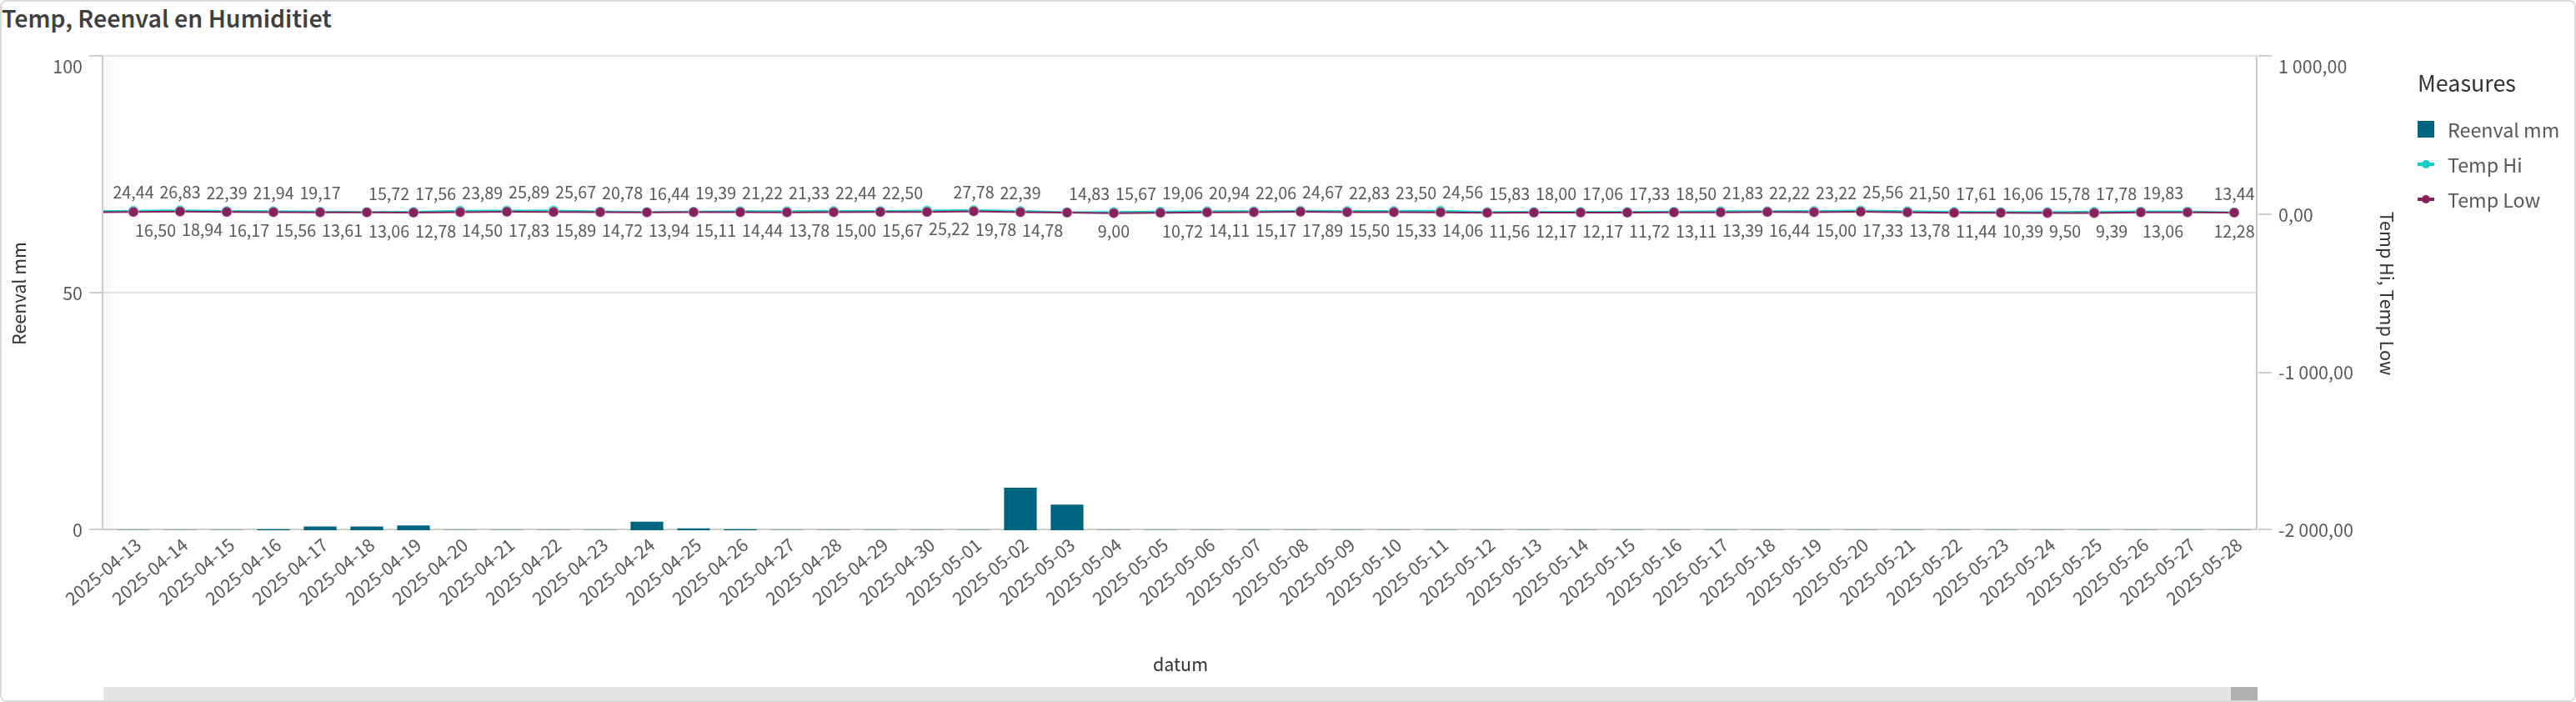 Temp, Reenval en Humiditiet
100
50
0
Reenval mm
24,44 26,83 22,39 21,94 19,17 15,72 17,56 23,89 25,89 25,67 20,78 16,44 19,39 21,22 21,33 22,44 22,50 27,78 22,39 14,83 15,67 19,06 20,94 22,06 24,67 22,83 23,50 24,56 15,83 18,00 17,06 17,33 18,50 21,83 22,22 23,22 25,56 21,50 17,61 16,06 15,78 17,78 19,83 13,44
16,50 18,94 16,17 15,56 13,61 13,06 12,78 14,50 17,83 15,89 14,72 13,94 15,11 14,44 13,78 15,00 15,67 25,22 19,78 14,78 9,00 10,72 14,11 15,17 17,89 15,50 15,33 14,06 11,56 12,17 12,17 11,72 13,11 13,39 16,44 15,00 17,33 13,78 11,44 10,39 9,50 9,39 13,06 12,28
2025-04-13 2025-04-14 2025-04-15 2025-04-16 2025-04-17 2025-04-18 2025-04-19 2025-04-20 2025-04-21 2025-04-22 2025-04-23 2025-04-24 2025-04-25 2025-04-26 2025-04-27 2025-04-28 2025-04-29 2025-04-30 2025-05-01 2025-05-02 2025-05-03 2025-05-04 2025-05-05 2025-05-06 2025-05-07 2025-05-08 2025-05-09 2025-05-10 2025-05-11 2025-05-12 2025-05-13 2025-05-14 2025-05-15 2025-05-16 2025-05-17 2025-05-18 2025-05-19 2025-05-20 2025-05-21 2025-05-22 2025-05-23 2025-05-24 2025-05-25 2025-05-26 2025-05-27 2025-05-28
datum
1 000,00
0,00
-1 000,00
-2 000,00
Temp Hi, Temp Low
Measures
Reenval mm
Temp Hi
Temp Low